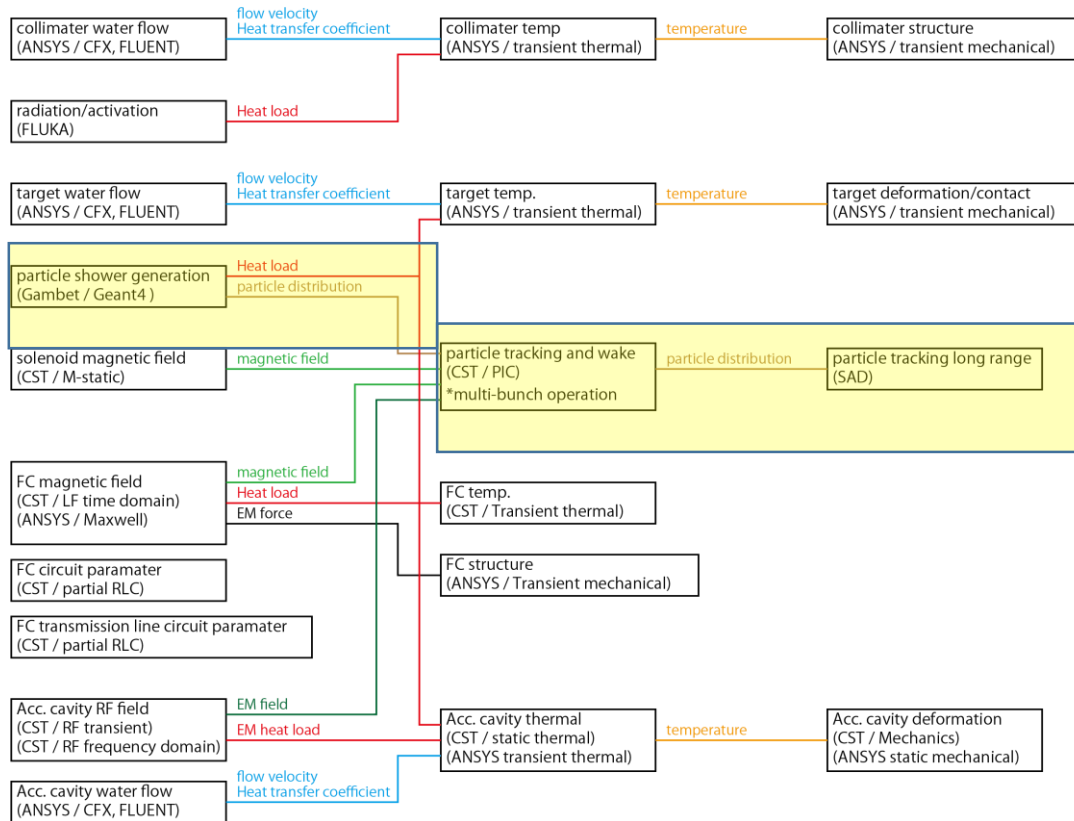 collimater water flow
(ANSYS / CFX, FLUENT)
flow velocity
Heat transfer coefficient
collimater temp
(ANSYS / transient thermal)
temperature
collimater structure
(ANSYS / transient mechanical)
radiation/activation
(FLUKA)
Heat load
target water flow
(ANSYS / CFX, FLUENT)
flow velocity
Heat transfer coefficient
target temp.
(ANSYS / transient thermal)
temperature
target deformation/contact
(ANSYS / transient mechanical)
particle shower generation
(Gambet / Geant4 )
Heat load
particle distribution
solenoid magnetic field
(CST / M-static)
magnetic field
particle tracking and wake
(CST / PIC)
*multi-bunch operation
particle distribution
particle tracking long range
(SAD)
FC magnetic field
(CST / LF time domain)
(ANSYS / Maxwell)
magnetic field
Heat load
EM force
FC temp.
(CST / Transient thermal)
FC structure
(ANSYS / Transient mechanical)
FC circuit paramater
(CST / partial RLC)
FC transmission line circuit paramater
(CST / partial RLC)
Acc. cavity RF field
(CST / RF transient)
(CST / RF frequency domain)
EM field
EM heat load
Acc. cavity thermal
(CST / static thermal)
(ANSYS transient thermal)
temperature
Acc. cavity deformation
(CST / Mechanics)
(ANSYS static mechanical)
Acc. cavity water flow
(ANSYS / CFX, FLUENT)
flow velocity
Heat transfer coefficient